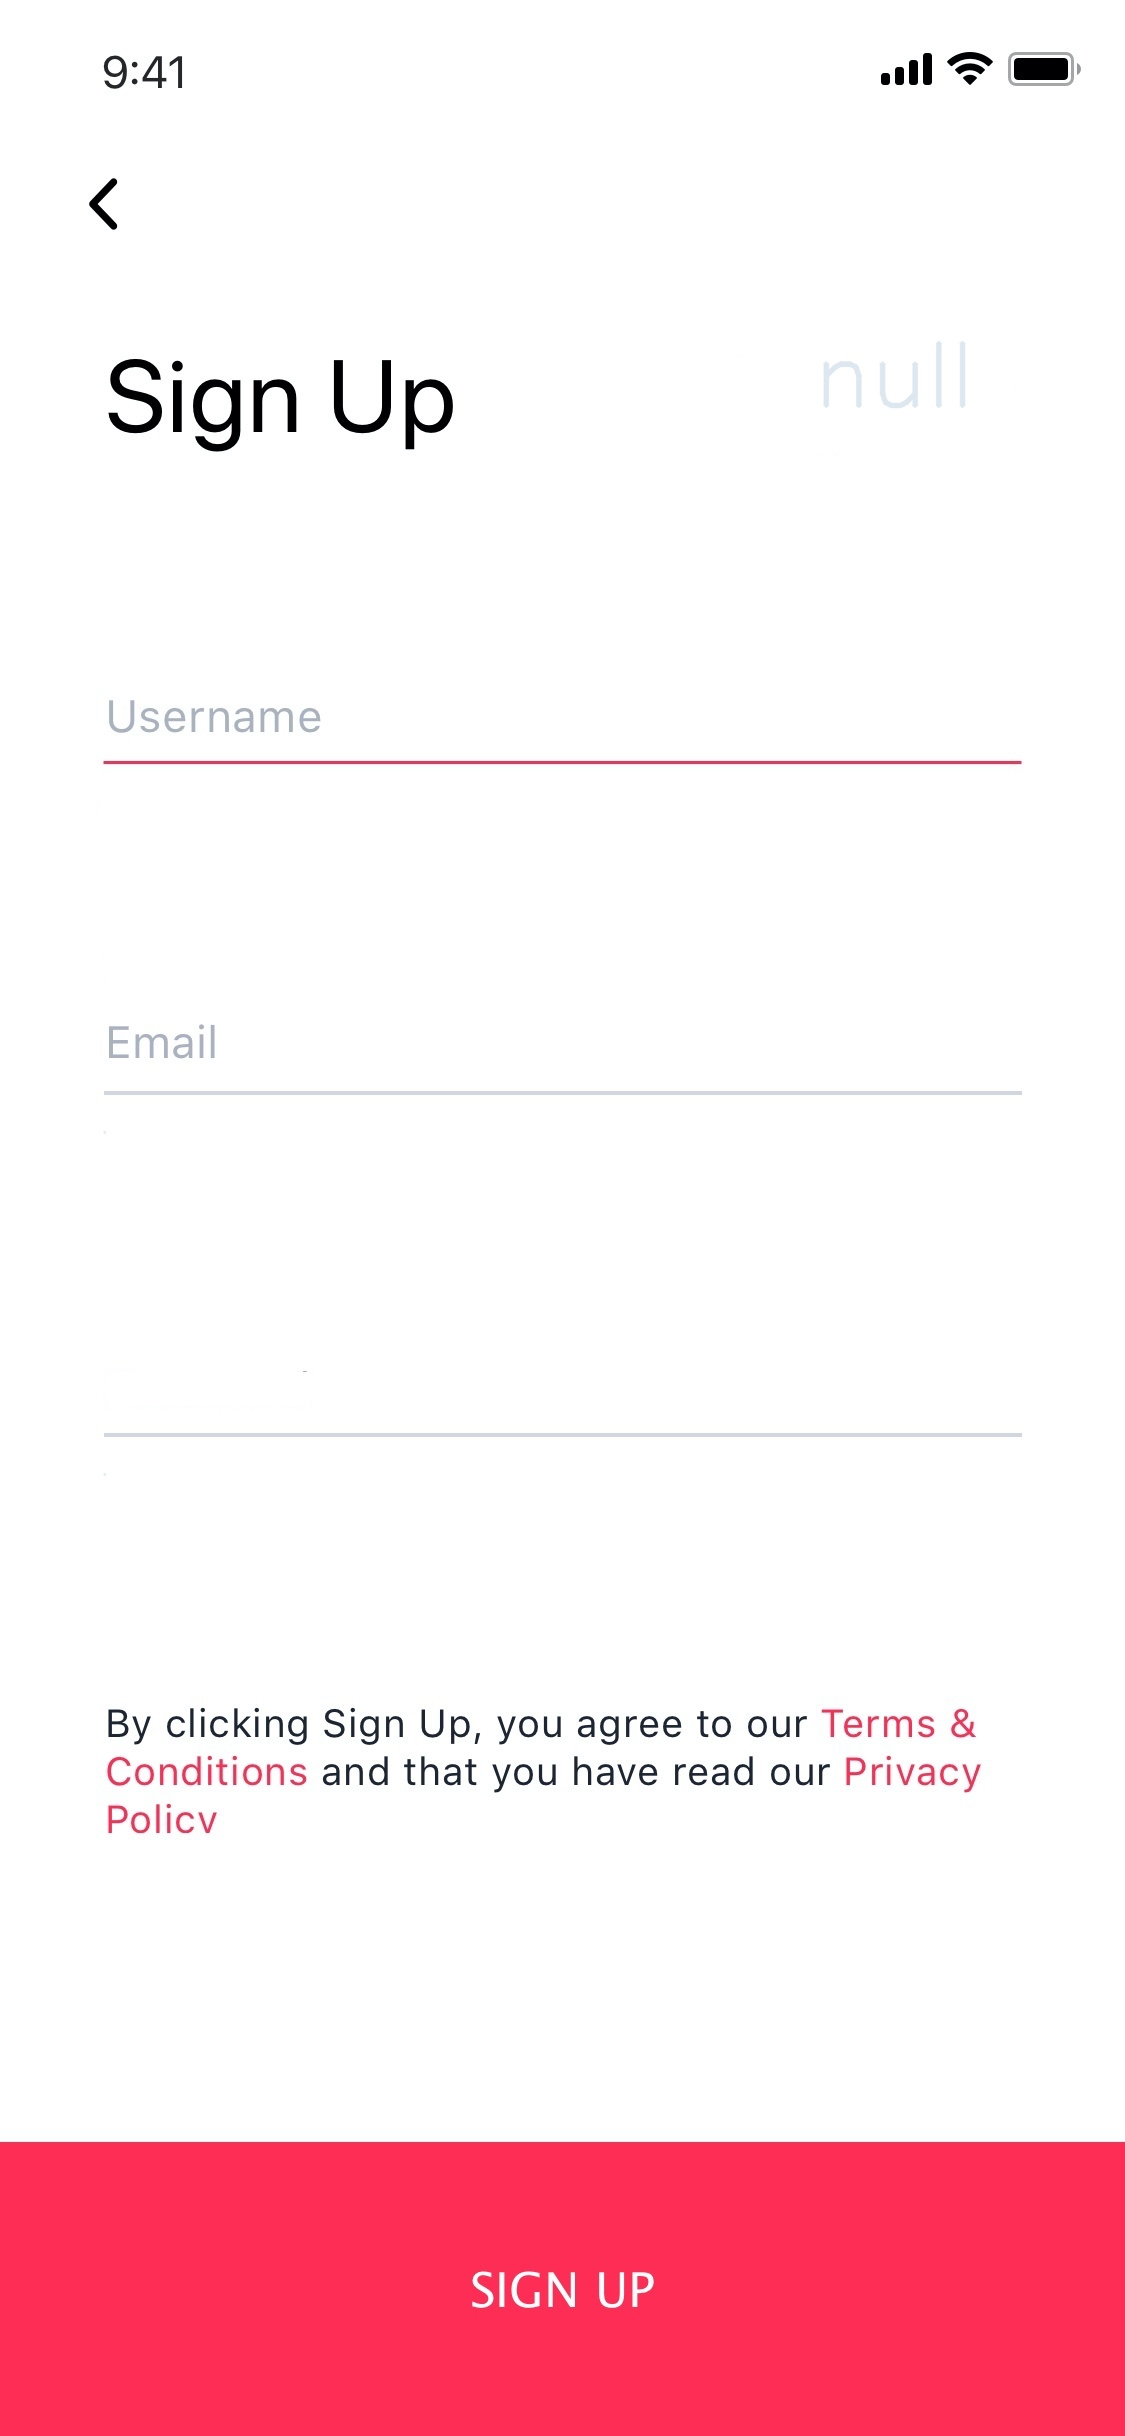 9:41
Sign Up
null
Username
Email
By clicking Sign Up, you agree to our Terms &
Conditions and that you have read our Privacy
Policy
SIGN UP